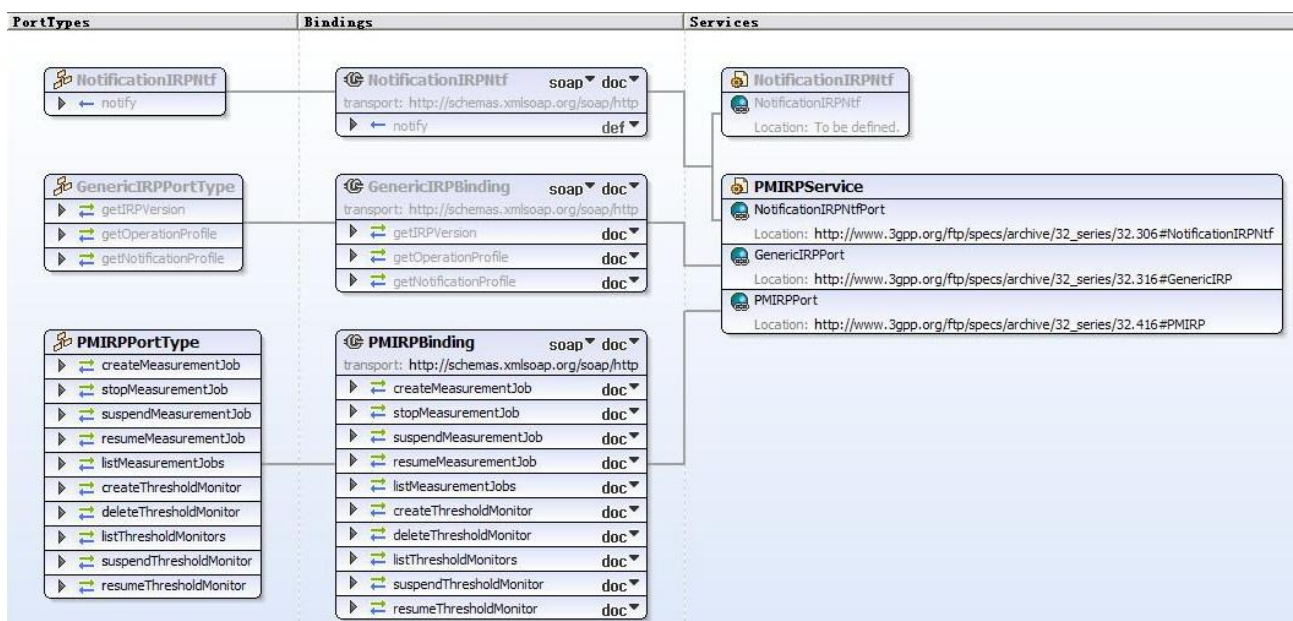 PortTypes
Bindings
Services
NotificationIRPNtf
notify
NotificationIRPNtf soap doc
transport: http://schemas.xmlsoap.org/soap/http
notify def
NotificationIRPNtf
NotificationIRPNtf
Location: To be defined.
GenericIRPPortType
getIRPVersion
getOperationProfile
getNotificationProfile
GenericIRPBinding soap doc
transport: http://schemas.xmlsoap.org/soap/http
getIRPVersion doc
getOperationProfile doc
getNotificationProfile doc
PMIRPService
NotificationIRPNtfPort
Location: http://www.3gpp.org/ftp/specs/archive/32_series/32.306#NotificationIRPNtf
GenericIRPPort
Location: http://www.3gpp.org/ftp/specs/archive/32_series/32.316#GenericIRP
PMIRPPort
Location: http://www.3gpp.org/ftp/specs/archive/32_series/32.416#PMIRP
PMIRPPortType
createMeasurementJob
stopMeasurementJob
suspendMeasurementJob
resumeMeasurementJob
listMeasurementJobs
createThresholdMonitor
deleteThresholdMonitor
listThresholdMonitors
suspendThresholdMonitor
resumeThresholdMonitor
PMIRPBinding soap doc
transport: http://schemas.xmlsoap.org/soap/http
createMeasurementJob doc
stopMeasurementJob doc
suspendMeasurementJob doc
resumeMeasurementJob doc
listMeasurementJobs doc
createThresholdMonitor doc
deleteThresholdMonitor doc
listThresholdMonitors doc
suspendThresholdMonitor doc
resumeThresholdMonitor doc